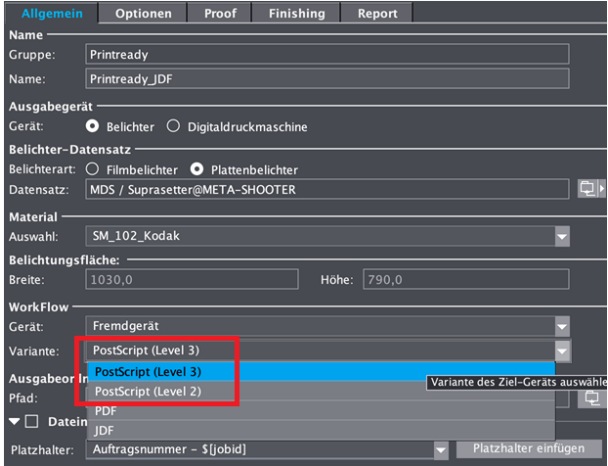 Allgemein Optionen Proof Finishing Report
Name
Gruppe: Printready
Name: Printready_JDF
Ausgabegerät
Gerät: Belichter Digitaldruckmaschine
Belichter-Datensatz
Belichterart: Filmbelichter Plattenbelichter
Datensatz: MDS / Suprasetter@META-SHOOTER
Material
Auswahl: SM_102_Kodak
Belichtungsfläche:
Breite: 1030,0 Höhe: 790,0
WorkFlow
Gerät: Fremdgerät
Variante: PostScript (Level 3)
PostScript (Level 3)
Ausgabeor
Variante des Ziel-Geräts auswähle
PostScript (Level 2)
Pfad:
PDF
Datein
JDF
Platzhalter: Auftragsnummer - $[jobid] Platzhalter einfügen